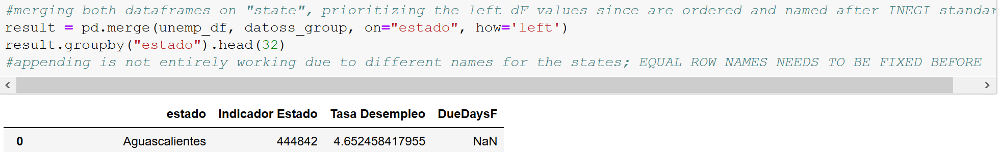 #merging both dataframes on "state", prioritizing the left dF values since are ordered and named after INEGI
result = pd.merge(unemp_df, datoss_group, on="estado", how='left')
result.groupby("estado").head(32)
#appending is not entirely working due to different names for the states; EQUAL ROW NAMES NEEDS TO BE FIXED BEFORE
estado Indicador Estado Tasa Desempleo DueDaysF
0 Aguascalientes 444842 4.652458417955 NaN